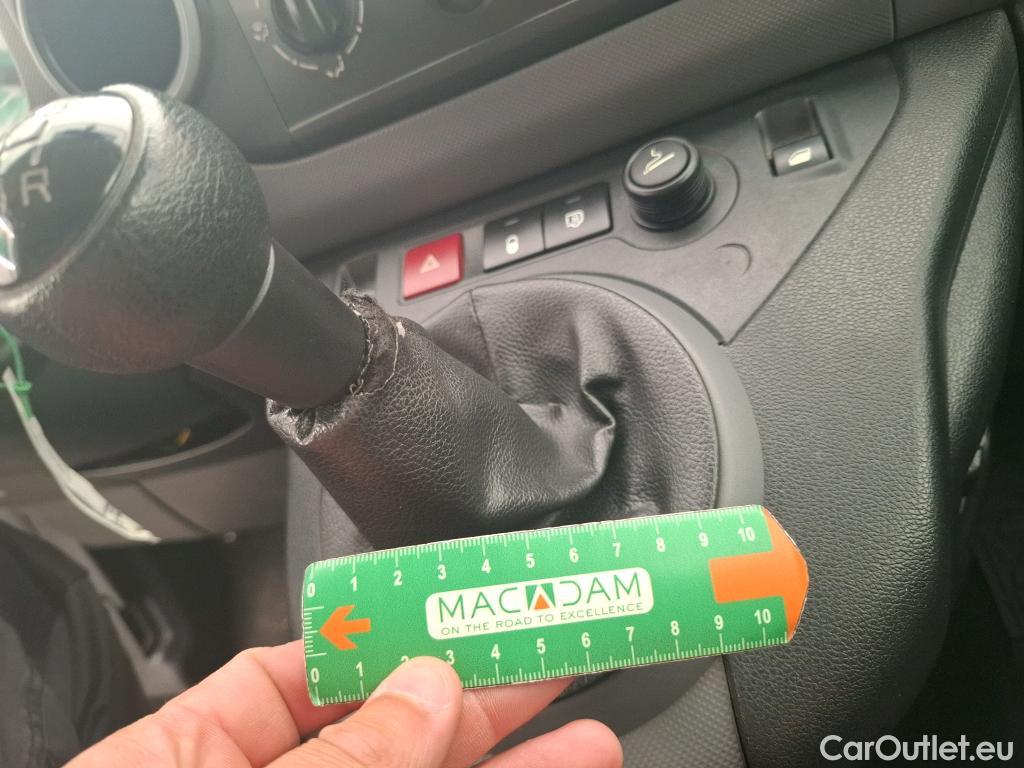 R
0 1 2 3 4 5 6 7 8 9 10
MACADAM
ON THE ROAD TO EXCELLENCE
0 1 2 3 4 5 6 7 8 9 10
CarOutlet.eu